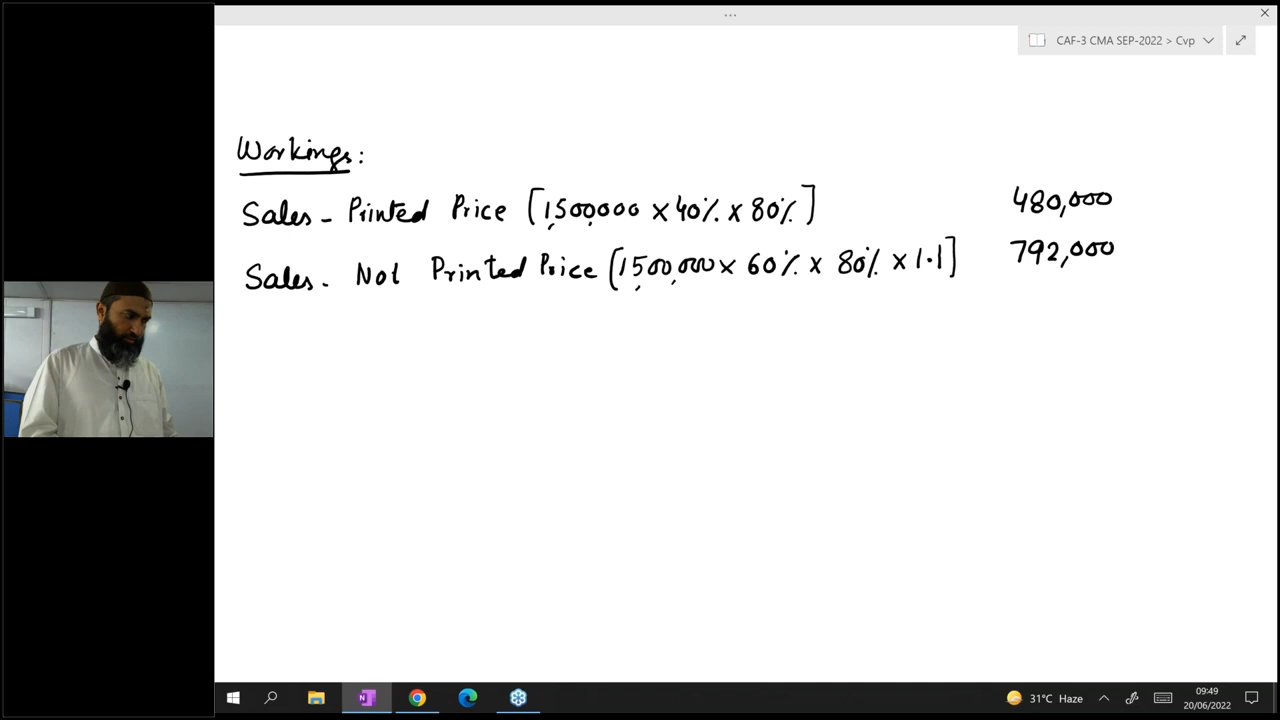 CAF-3 CMA SEP-2022 > Cvp
Workings:
Sales - Printed Price [1,500,000 x 40% x 80%] 480,000
Sales - Not Printed Price [1,500,000 x 60% x 80% x 1.1] 792,000
31°C Haze
09:49
20/06/2022